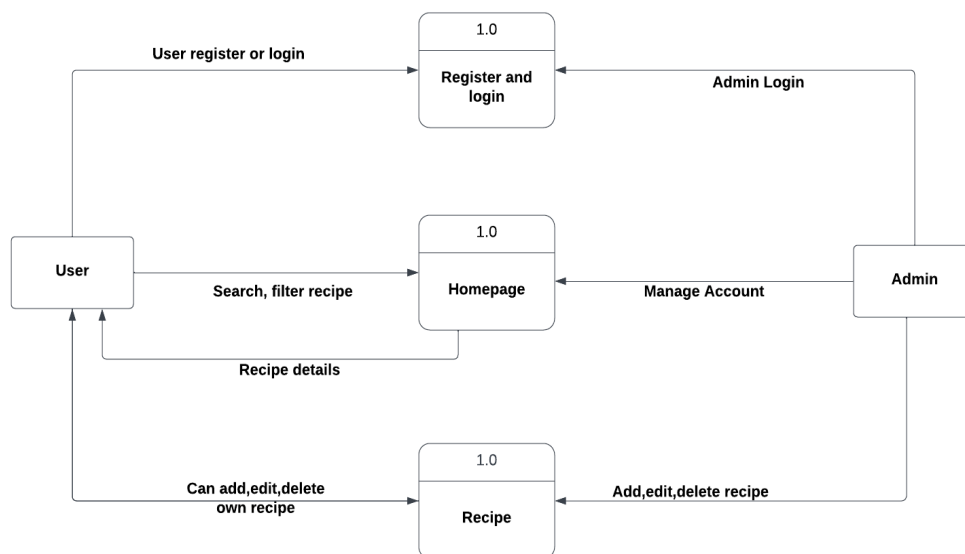 1.0
User register or login
Register and
login
Admin Login
1.0
User
Search, filter recipe
Homepage
Manage Account
Admin
Recipe details
1.0
Can add,edit,delete
own recipe
Add,edit,delete recipe
Recipe